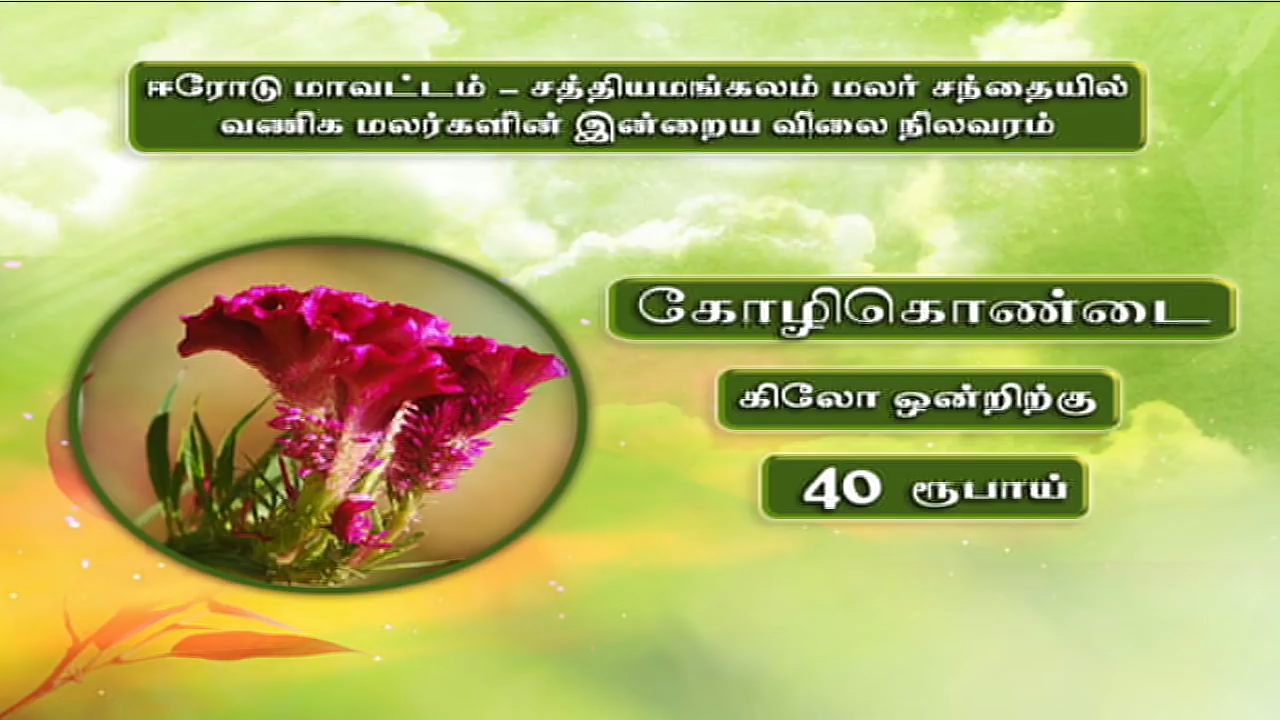 ஈரோடு மாவட்டம் – சத்தியமங்கலம் மலர் சந்தையில்
வணிக மலர்களின் இன்றைய விலை நிலவரம்
கோழிகொண்டை
கிலோ ஒன்றிற்கு
40 ரூபாய்